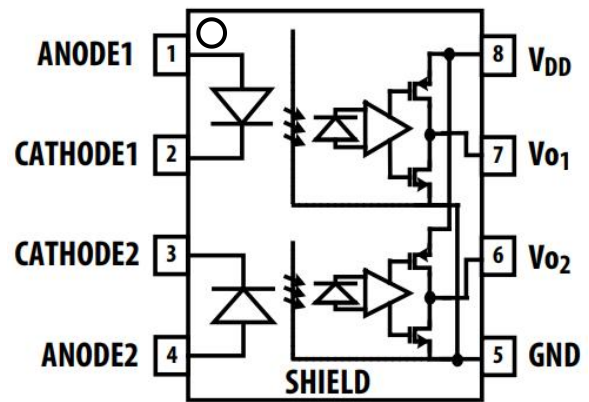 ANODE1 1 8 VDD
CATHODE1 2 7 Vo1
CATHODE2 3 6 Vo2
ANODE2 4 5 GND
SHIELD